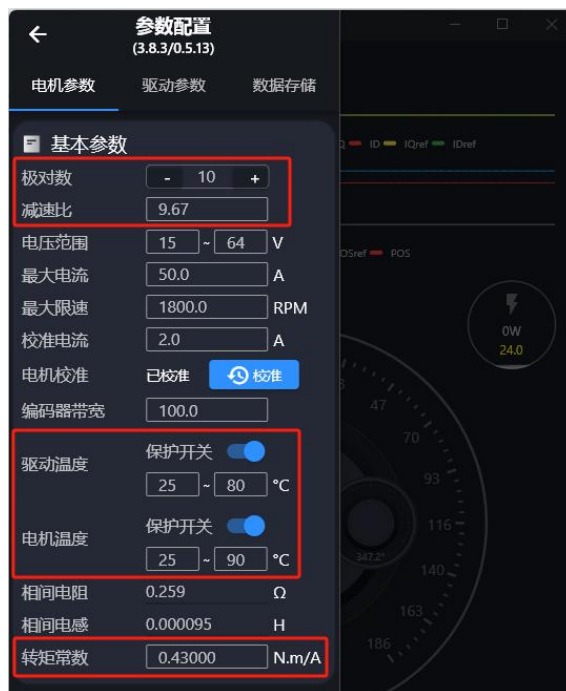 参数配置
(3.8.3/0.5.13)
电机参数 驱动参数 数据存储
基本参数
极对数 - 10 +
减速比 9.67
电压范围 15 ~ 64 V
最大电流 50.0 A
最大限速 1800.0 RPM
校准电流 2.0 A
电机校准 已校准 校准
编码器带宽 100.0
驱动温度 保护开关
25 ~ 80 °C
电机温度 保护开关
25 ~ 90 °C
相间电阻 0.259 Ω
相间电感 0.000095 H
转矩常数 0.43000 N.m/A
ID IQref IDref
OSref POS
0W
24.0
47
70
93
116
140
163
186
347.2°